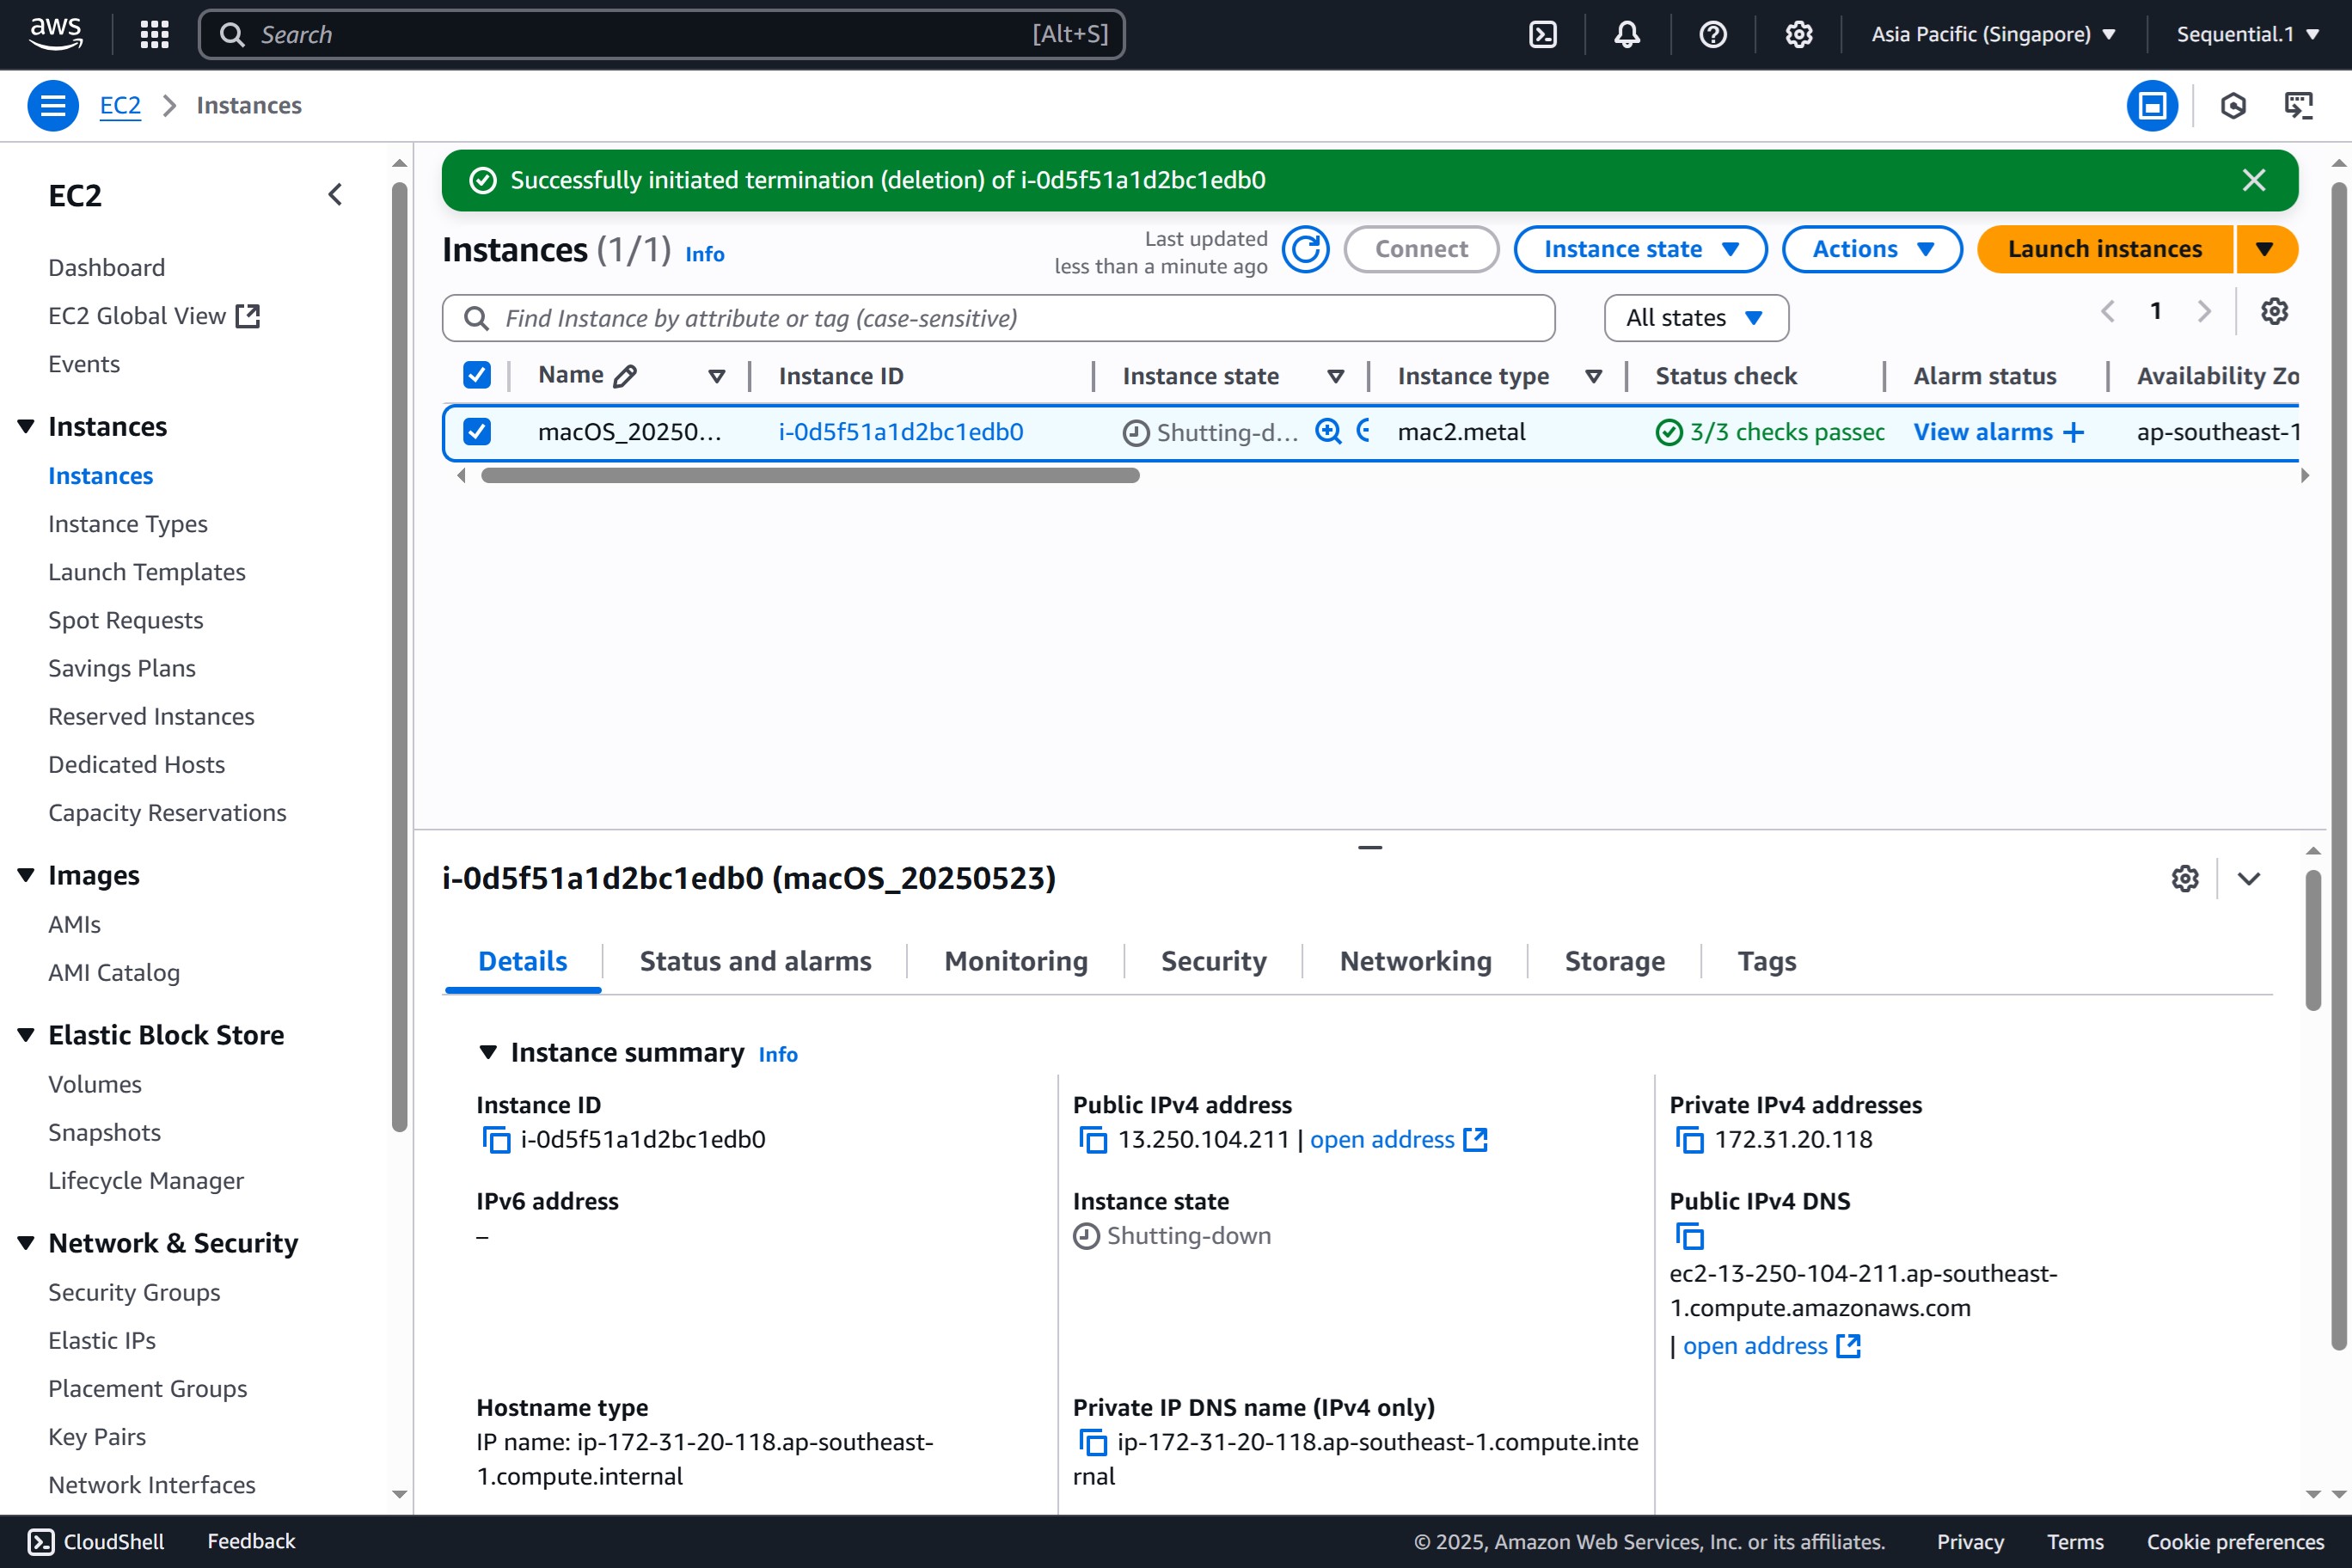 aws
Search
[Alt+S]
Asia Pacific (Singapore)
Sequential.1
EC2
Instances
EC2
Dashboard
EC2 Global View
Events
Instances
Instances
Instance Types
Launch Templates
Spot Requests
Savings Plans
Reserved Instances
Dedicated Hosts
Capacity Reservations
Images
AMIs
AMI Catalog
Elastic Block Store
Volumes
Snapshots
Lifecycle Manager
Network & Security
Security Groups
Elastic IPs
Placement Groups
Key Pairs
Network Interfaces
Successfully initiated termination (deletion) of i-0d5f51a1d2bc1edb0
Instances (1/1) Info
Last updated
less than a minute ago
Connect
Instance state
Actions
Launch instances
Find Instance by attribute or tag (case-sensitive)
All states
1
Name
Instance ID
Instance state
Instance type
Status check
Alarm status
Availability Zo
macOS_20250...
i-0d5f51a1d2bc1edb0
Shutting-d...
mac2.metal
3/3 checks passec
View alarms +
ap-southeast-1
i-0d5f51a1d2bc1edb0 (macOS_20250523)
Details
Status and alarms
Monitoring
Security
Networking
Storage
Tags
Instance summary Info
Instance ID
i-0d5f51a1d2bc1edb0
Public IPv4 address
13.250.104.211 | open address
Private IPv4 addresses
172.31.20.118
IPv6 address
–
Instance state
Shutting-down
Public IPv4 DNS
ec2-13-250-104-211.ap-southeast-
1.compute.amazonaws.com
| open address
Hostname type
IP name: ip-172-31-20-118.ap-southeast-
1.compute.internal
Private IP DNS name (IPv4 only)
ip-172-31-20-118.ap-southeast-1.compute.inte
rnal
CloudShell
Feedback
© 2025, Amazon Web Services, Inc. or its affiliates.
Privacy
Terms
Cookie preferences